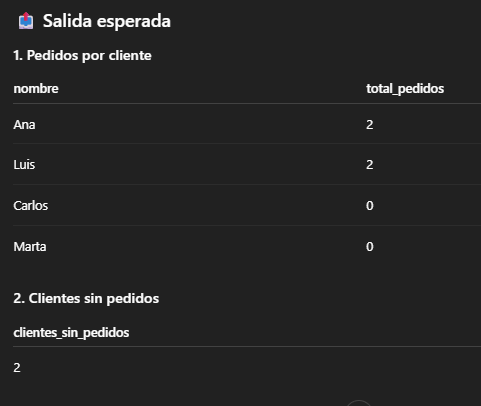 Salida esperada
1. Pedidos por cliente
nombre total_pedidos
Ana 2
Luis 2
Carlos 0
Marta 0
2. Clientes sin pedidos
clientes_sin_pedidos
2